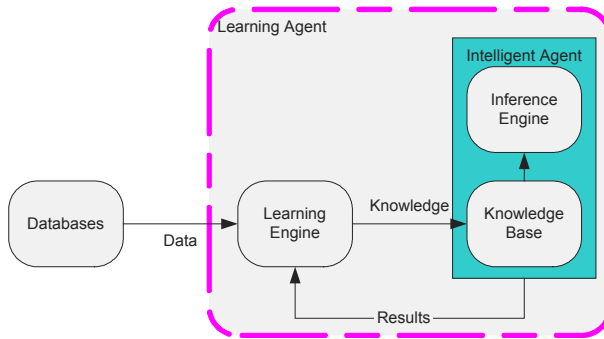 Learning Agent
Intelligent Agent
Inference
Engine
Databases
Data
Learning
Engine
Knowledge
Knowledge
Base
Results